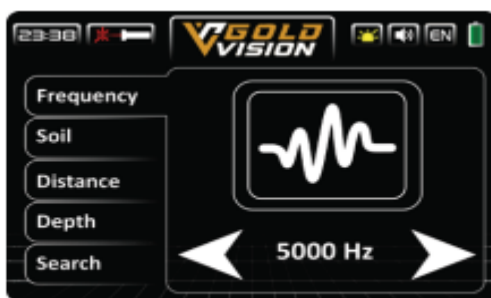 23:38
GOLD
VISION
EN
Frequency
Soil
Distance
Depth
Search
5000 Hz